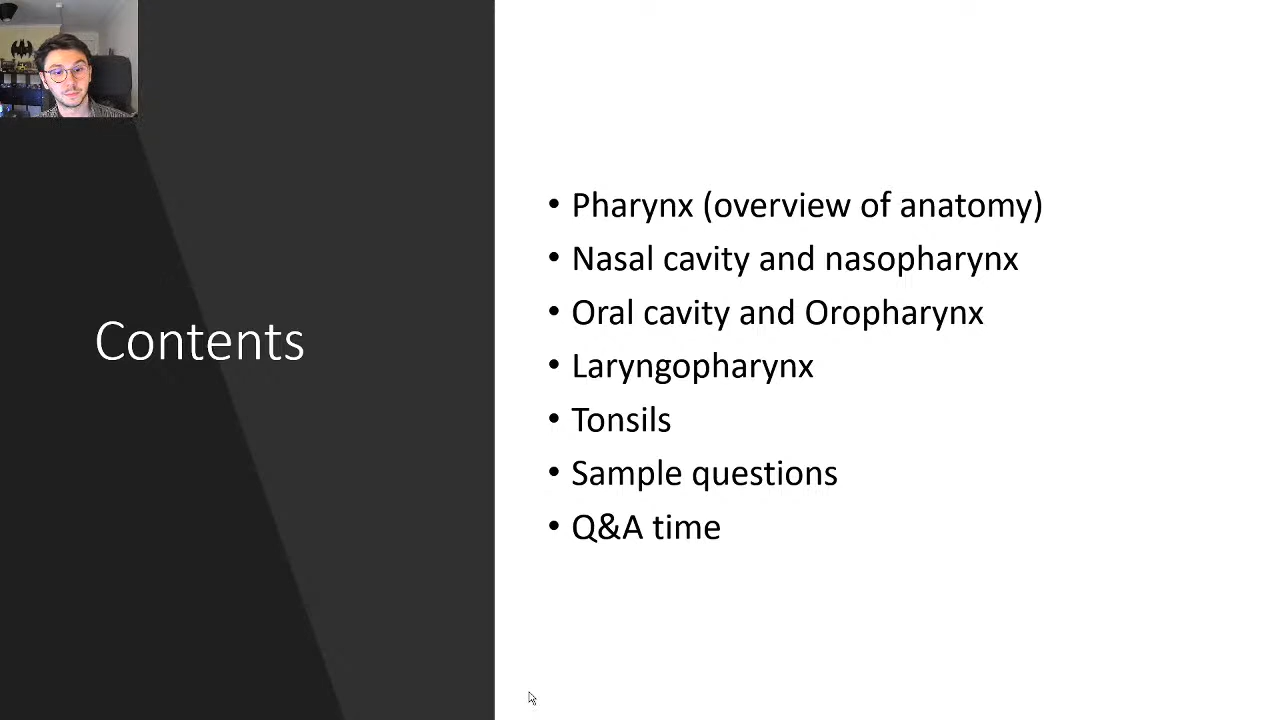 Contents
• Pharynx (overview of anatomy)
• Nasal cavity and nasopharynx
• Oral cavity and Oropharynx
• Laryngopharynx
• Tonsils
• Sample questions
• Q&A time